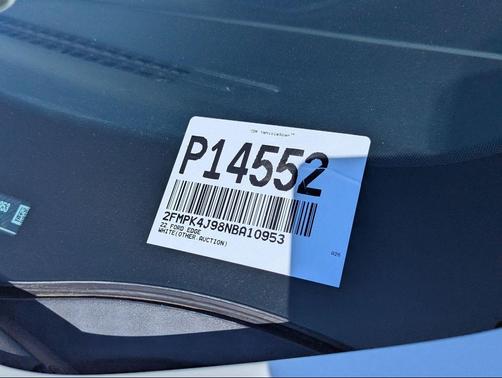 P14552
2FMPK4J98NBA10953
22 FORD EDGE
WHITE(OTHER:AUCTION)